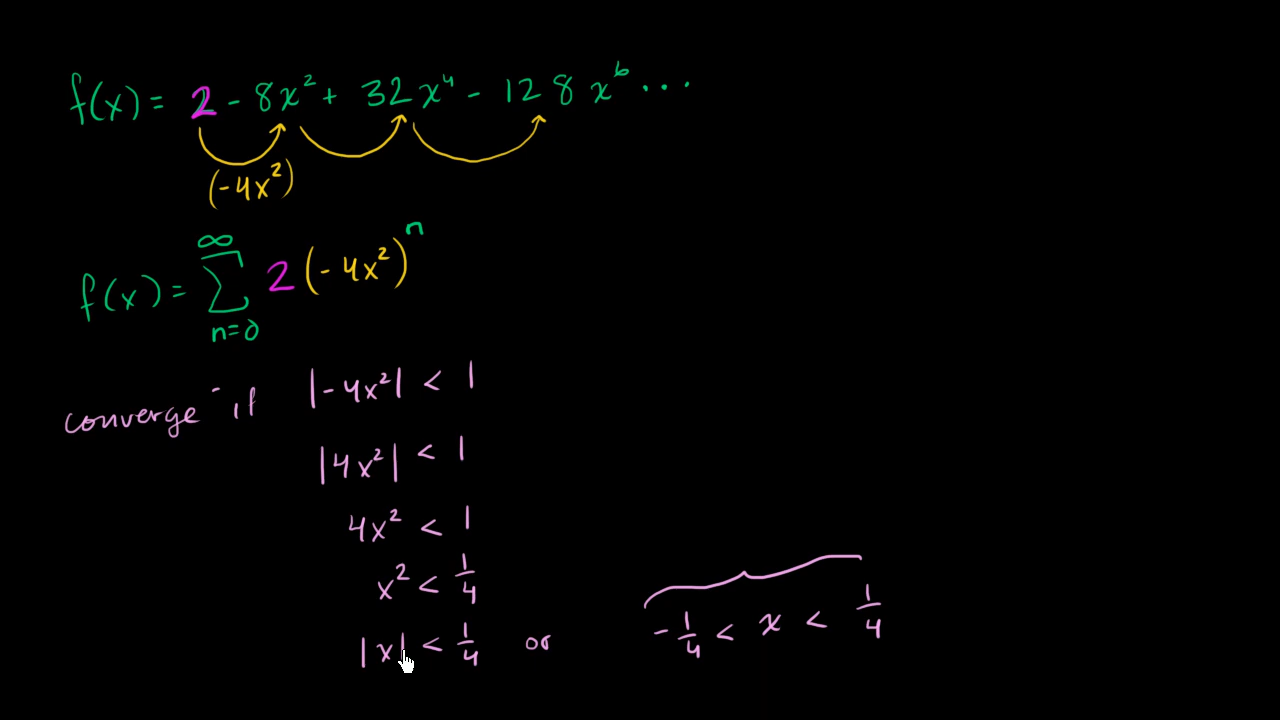 f(x) = 2 - 8x² + 32x⁴ - 128x⁶ ...
(-4x²)
f(x) = ∑_{n=0}^{∞} 2(-4x²)ⁿ
converge if |-4x²| < 1
|4x²| < 1
4x² < 1
x² < 1/4
|x| < 1/4 or -1/4 < x < 1/4